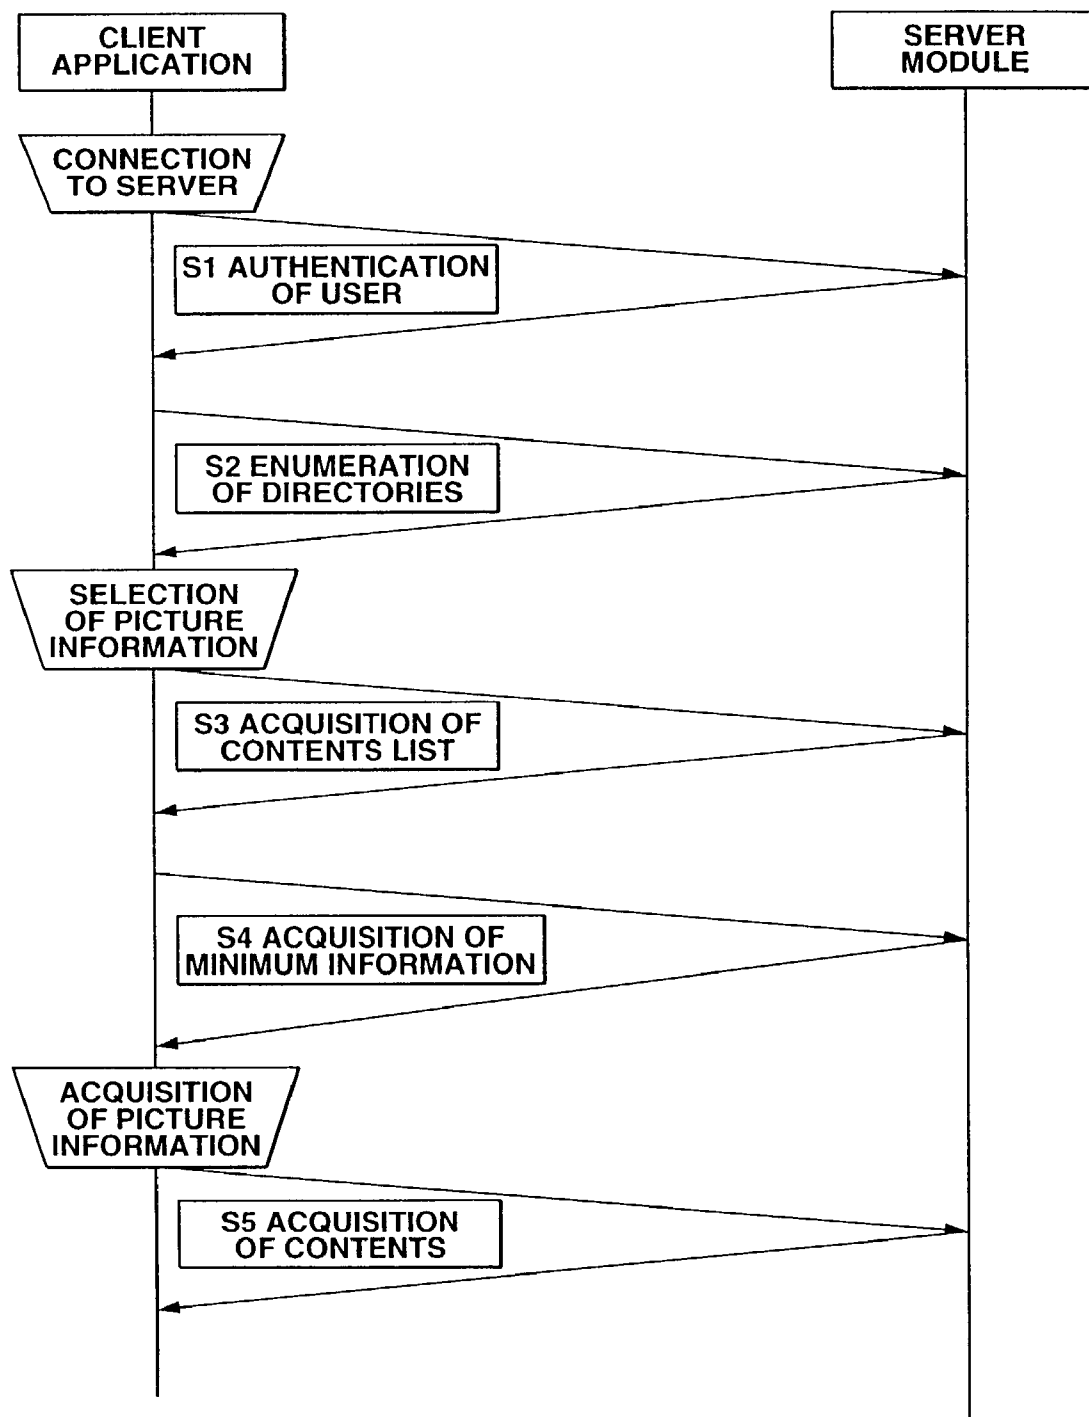 CLIENT
APPLICATION
SERVER
MODULE
CONNECTION
TO SERVER
S1 AUTHENTICATION
OF USER
S2 ENUMERATION
OF DIRECTORIES
SELECTION
OF PICTURE
INFORMATION
S3 ACQUISITION OF
CONTENTS LIST
S4 ACQUISITION OF
MINIMUM INFORMATION
ACQUISITION
OF PICTURE
INFORMATION
S5 ACQUISITION
OF CONTENTS